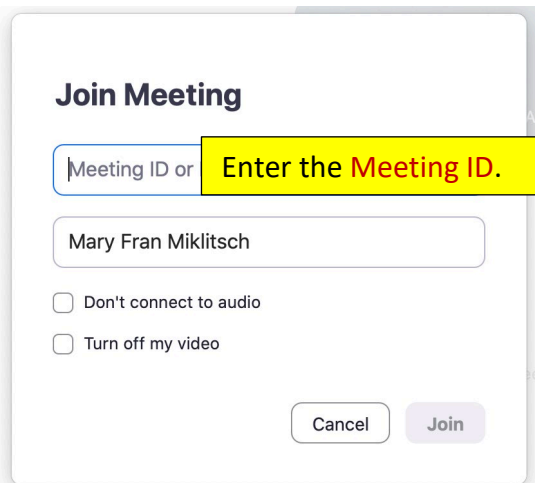 Join Meeting
Meeting ID or
Enter the Meeting ID.
Mary Fran Miklitsch
Don't connect to audio
Turn off my video
Cancel
Join